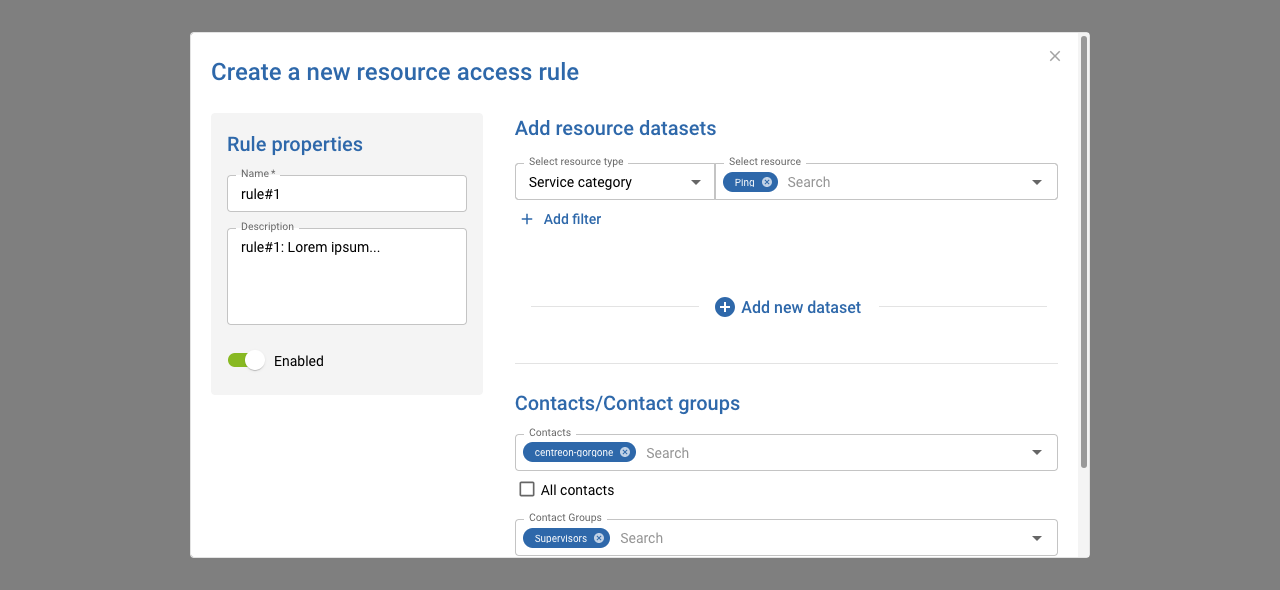 Create a new resource access rule
Rule properties
Name *
rule#1
Description
rule#1: Lorem ipsum...
Enabled
Add resource datasets
Select resource type
Service category
Select resource
Ping
Search
Add filter
Add new dataset
Contacts/Contact groups
Contacts
centreon-gorgone
Search
All contacts
Contact Groups
Supervisors
Search